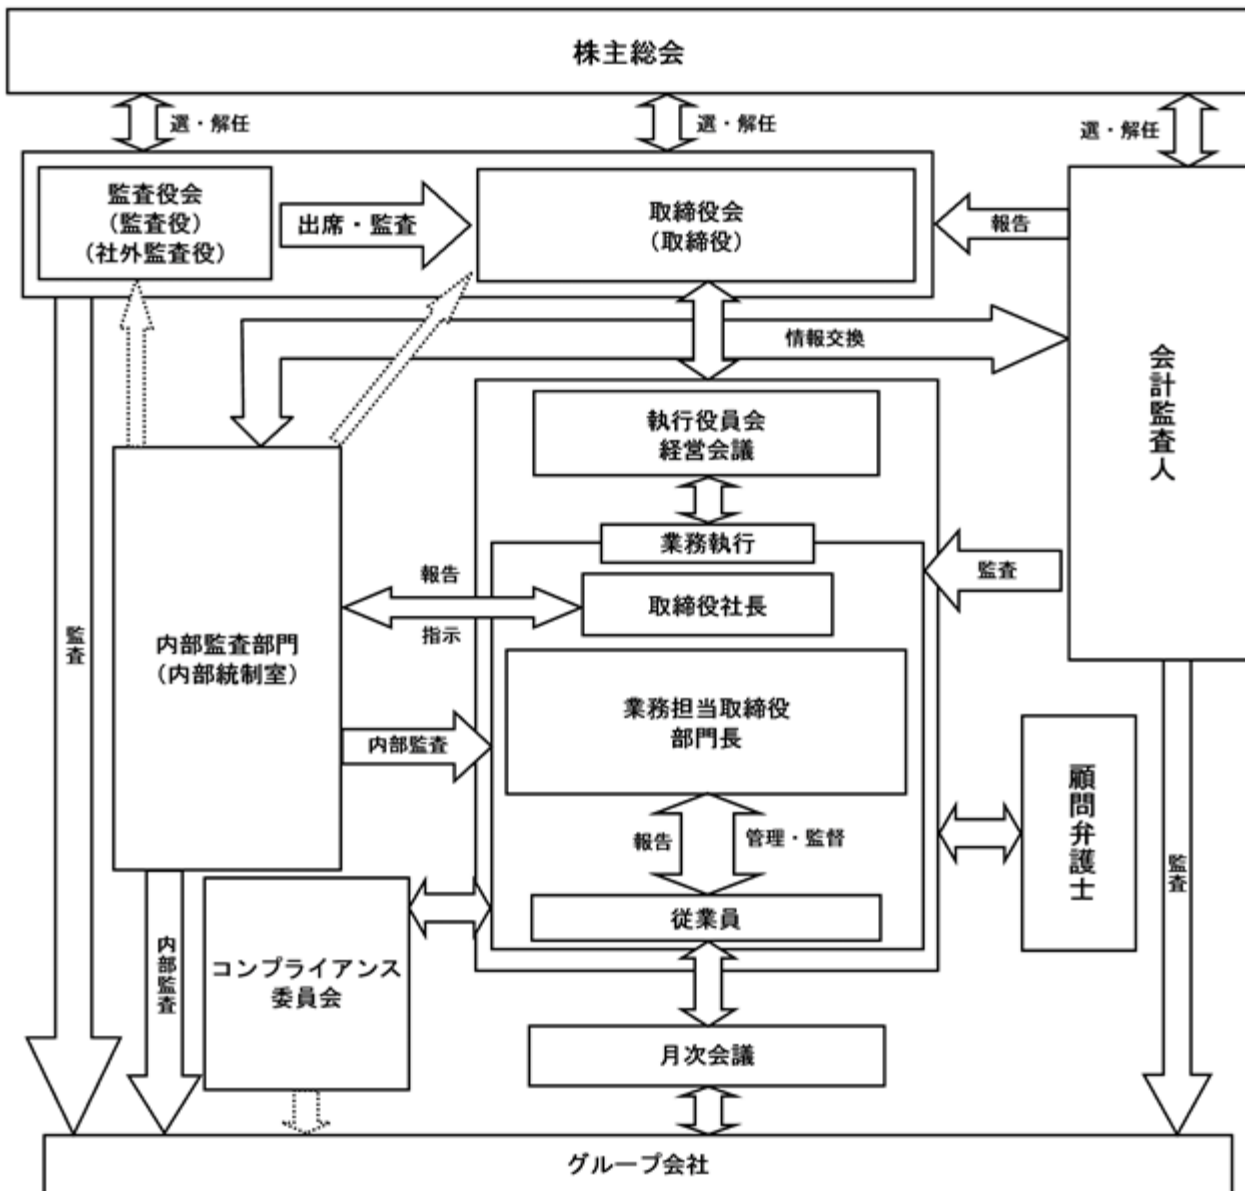 株主総会
選・解任
選・解任
選・解任
監査役会
(監査役)
(社外監査役)
出席・監査
取締役会
(取締役)
報告
情報交換
会計監査人
執行役員会
経営会議
業務執行
監査
報告
取締役社長
指示
監査
内部監査部門
(内部統制室)
業務担当取締役
部門長
内部監査
顧問弁護士
報告
管理・監督
監査
従業員
内部監査
コンプライアンス
委員会
月次会議
グループ会社